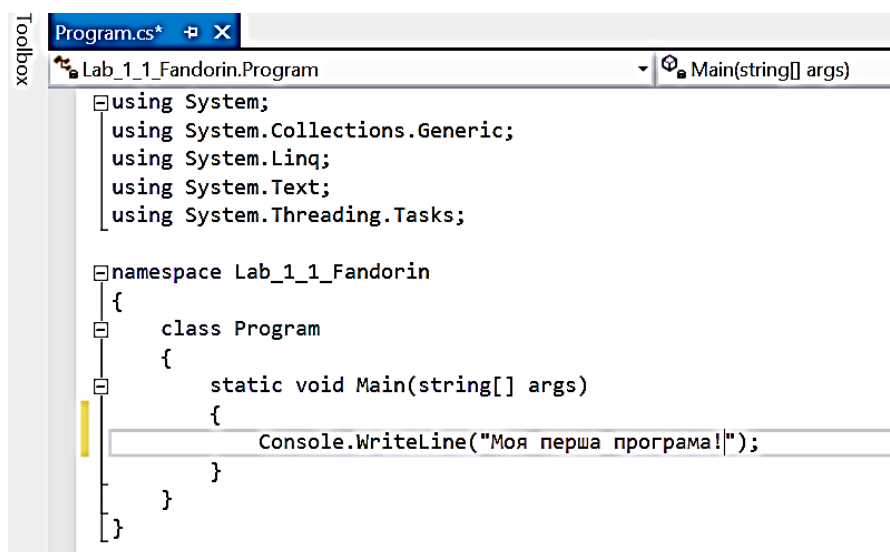 Toolbox
Program.cs*
Lab_1_1_Fandorin.Program
Main(string[] args)
using System;
using System.Collections.Generic;
using System.Linq;
using System.Text;
using System.Threading.Tasks;
namespace Lab_1_1_Fandorin
{
class Program
{
static void Main(string[] args)
{
Console.WriteLine("Моя перша програма!");
}
}
}